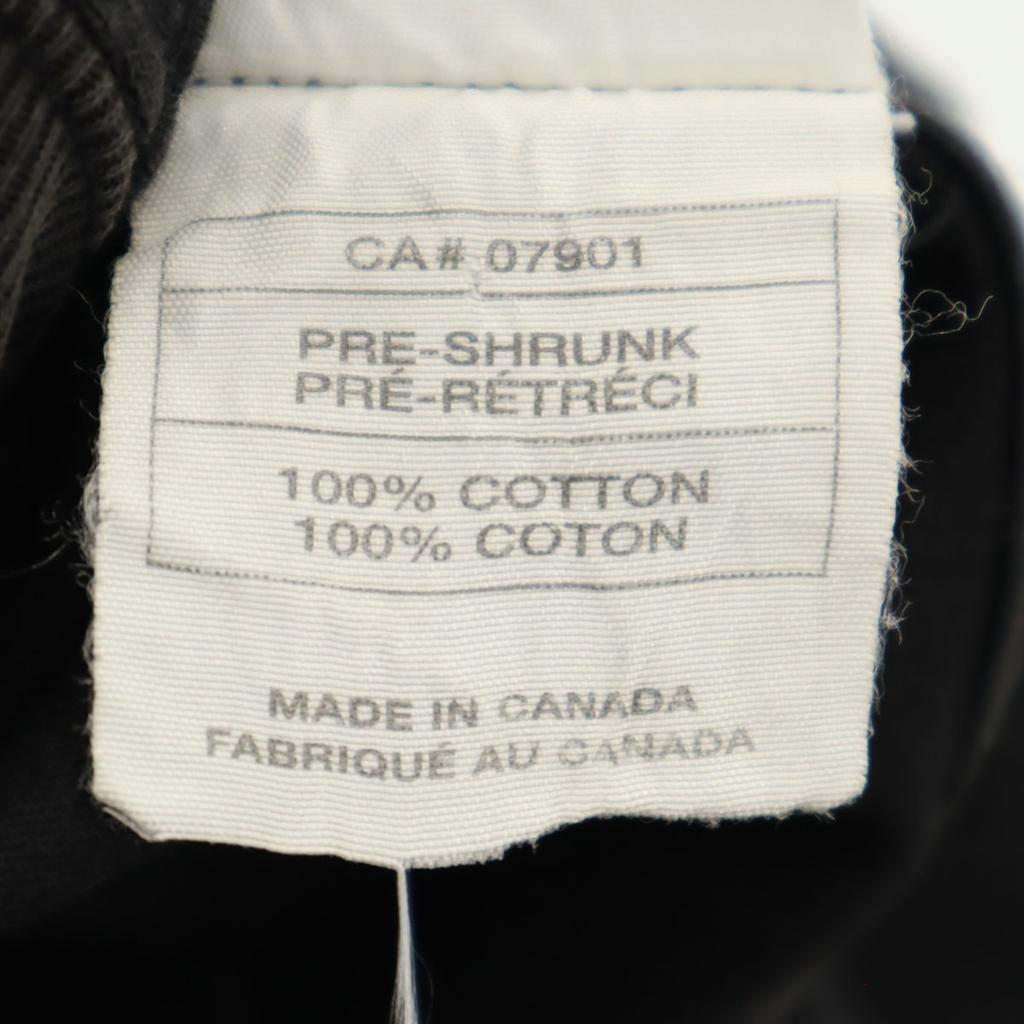 CA# 07901
PRE-SHRUNK
PRÉ-RÉTRÉCI
100% COTTON
100% COTON
MADE IN CANADA
FABRIQUÉ AU CANADA